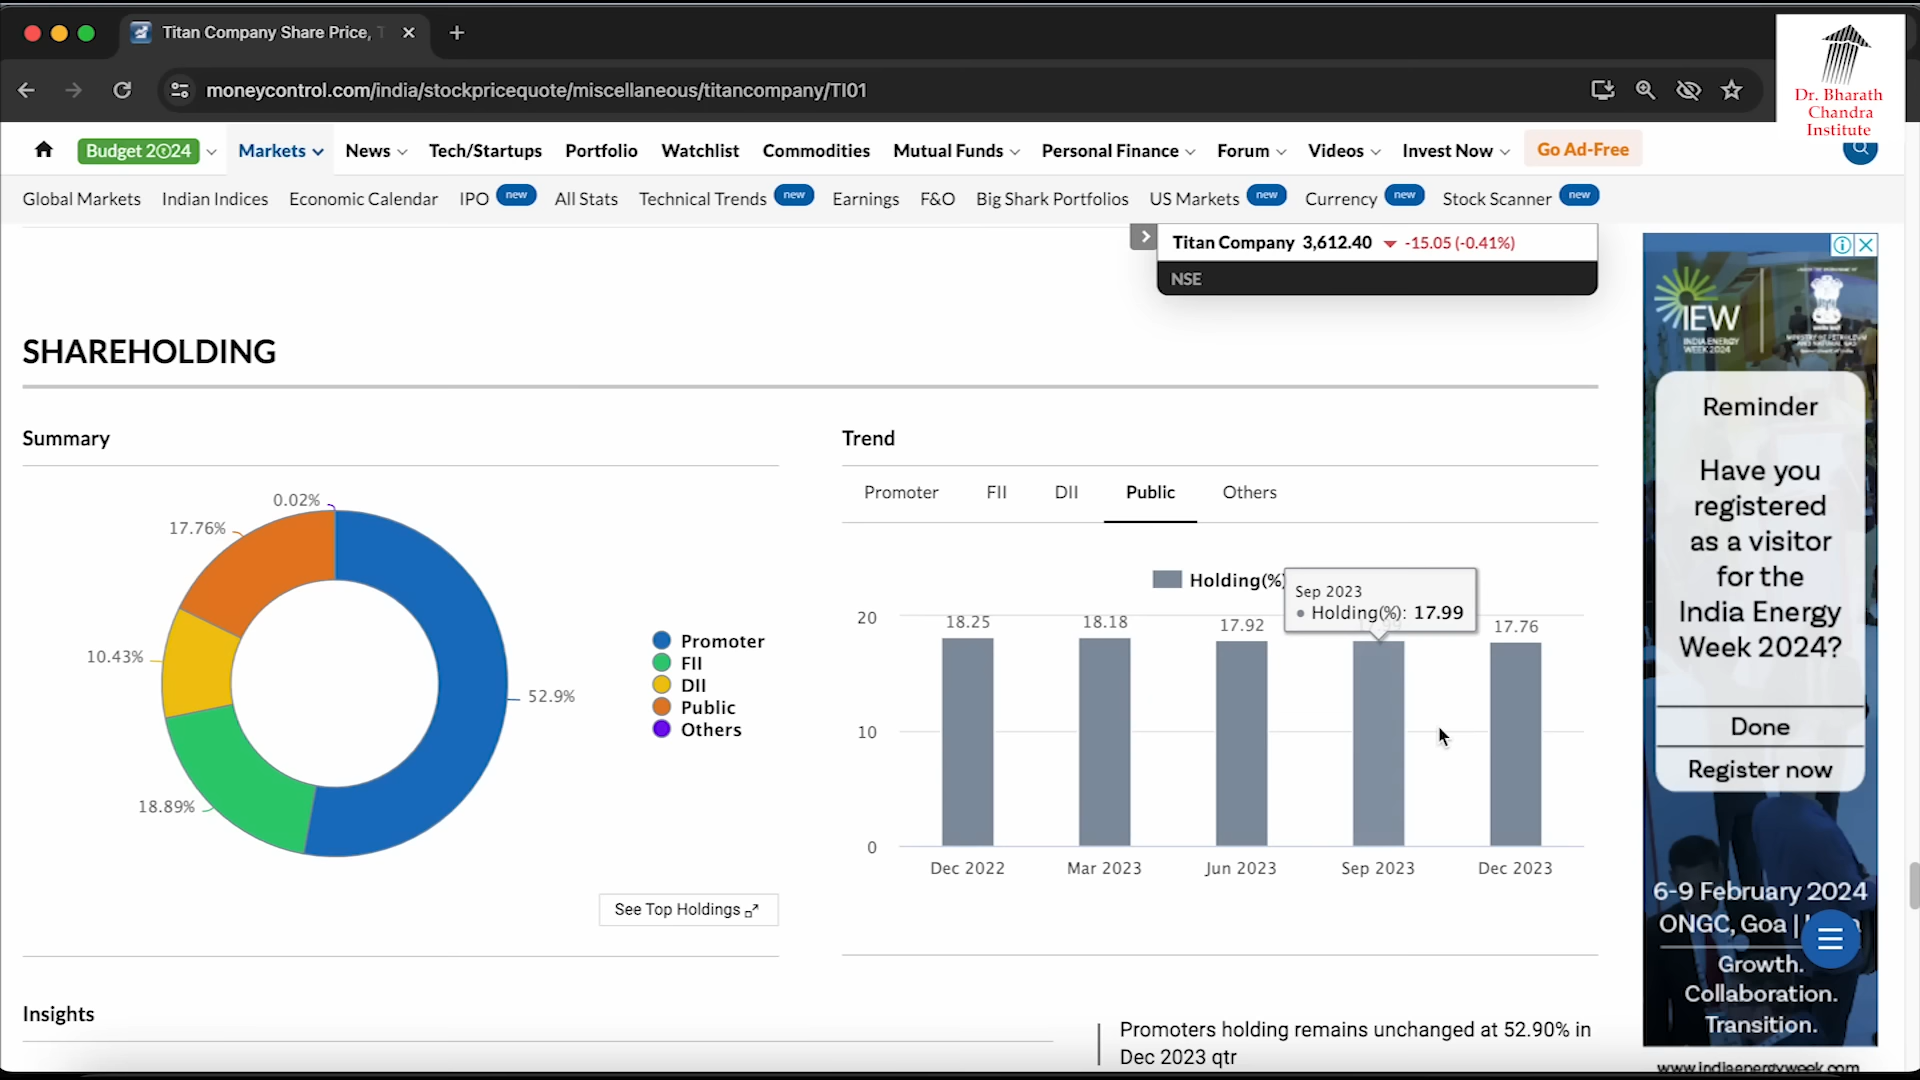 Titan Company Share Price, T
moneycontrol.com/india/stockpricequote/miscellaneous/titancompany/TI01
Dr. Bharath
Chandra
Institute
Budget 2024
Markets
News
Tech/Startups
Portfolio
Watchlist
Commodities
Mutual Funds
Personal Finance
Forum
Videos
Invest Now
Go Ad-Free
Global Markets
Indian Indices
Economic Calendar
IPO new
All Stats
Technical Trends new
Earnings
F&O
Big Shark Portfolios
US Markets new
Currency new
Stock Scanner new
Titan Company 3,612.40 -15.05 (-0.41%)
NSE
SHAREHOLDING
Summary
0.02%
17.76%
10.43%
52.9%
18.89%
Promoter
FII
DII
Public
Others
See Top Holdings
Trend
Promoter FII DII Public Others
Holding(%)
Sep 2023
Holding(%): 17.99
20
18.25 18.18 17.92 17.76
10
0
Dec 2022 Mar 2023 Jun 2023 Sep 2023 Dec 2023
Insights
Promoters holding remains unchanged at 52.90% in
Dec 2023 qtr
IEW
INDIA ENERGY
WEEK 2024
Reminder
Have you
registered
as a visitor
for the
India Energy
Week 2024?
Done
Register now
6-9 February 2024
ONGC, Goa |
Growth.
Collaboration.
Transition.
www.indiaenergyweek.com